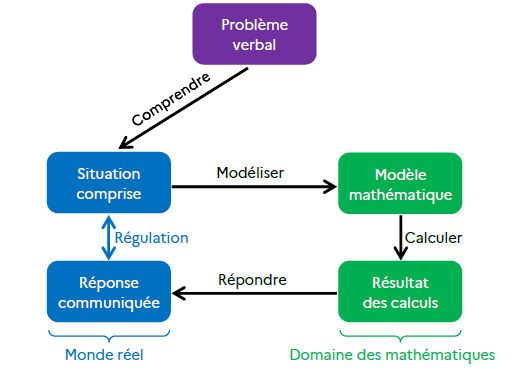 Problème
verbal
Comprendre
Situation
comprise
Modéliser
Modèle
mathématique
Régulation
Calculer
Réponse
communiquée
Répondre
Résultat
des calculs
Monde réel
Domaine des mathématiques